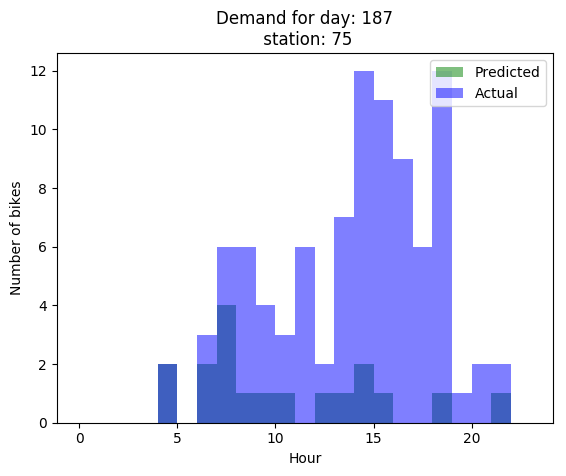 Demand for day: 187
station: 75
Predicted
Actual
Number of bikes
12
10
8
6
4
2
0
0
5
10
15
20
Hour